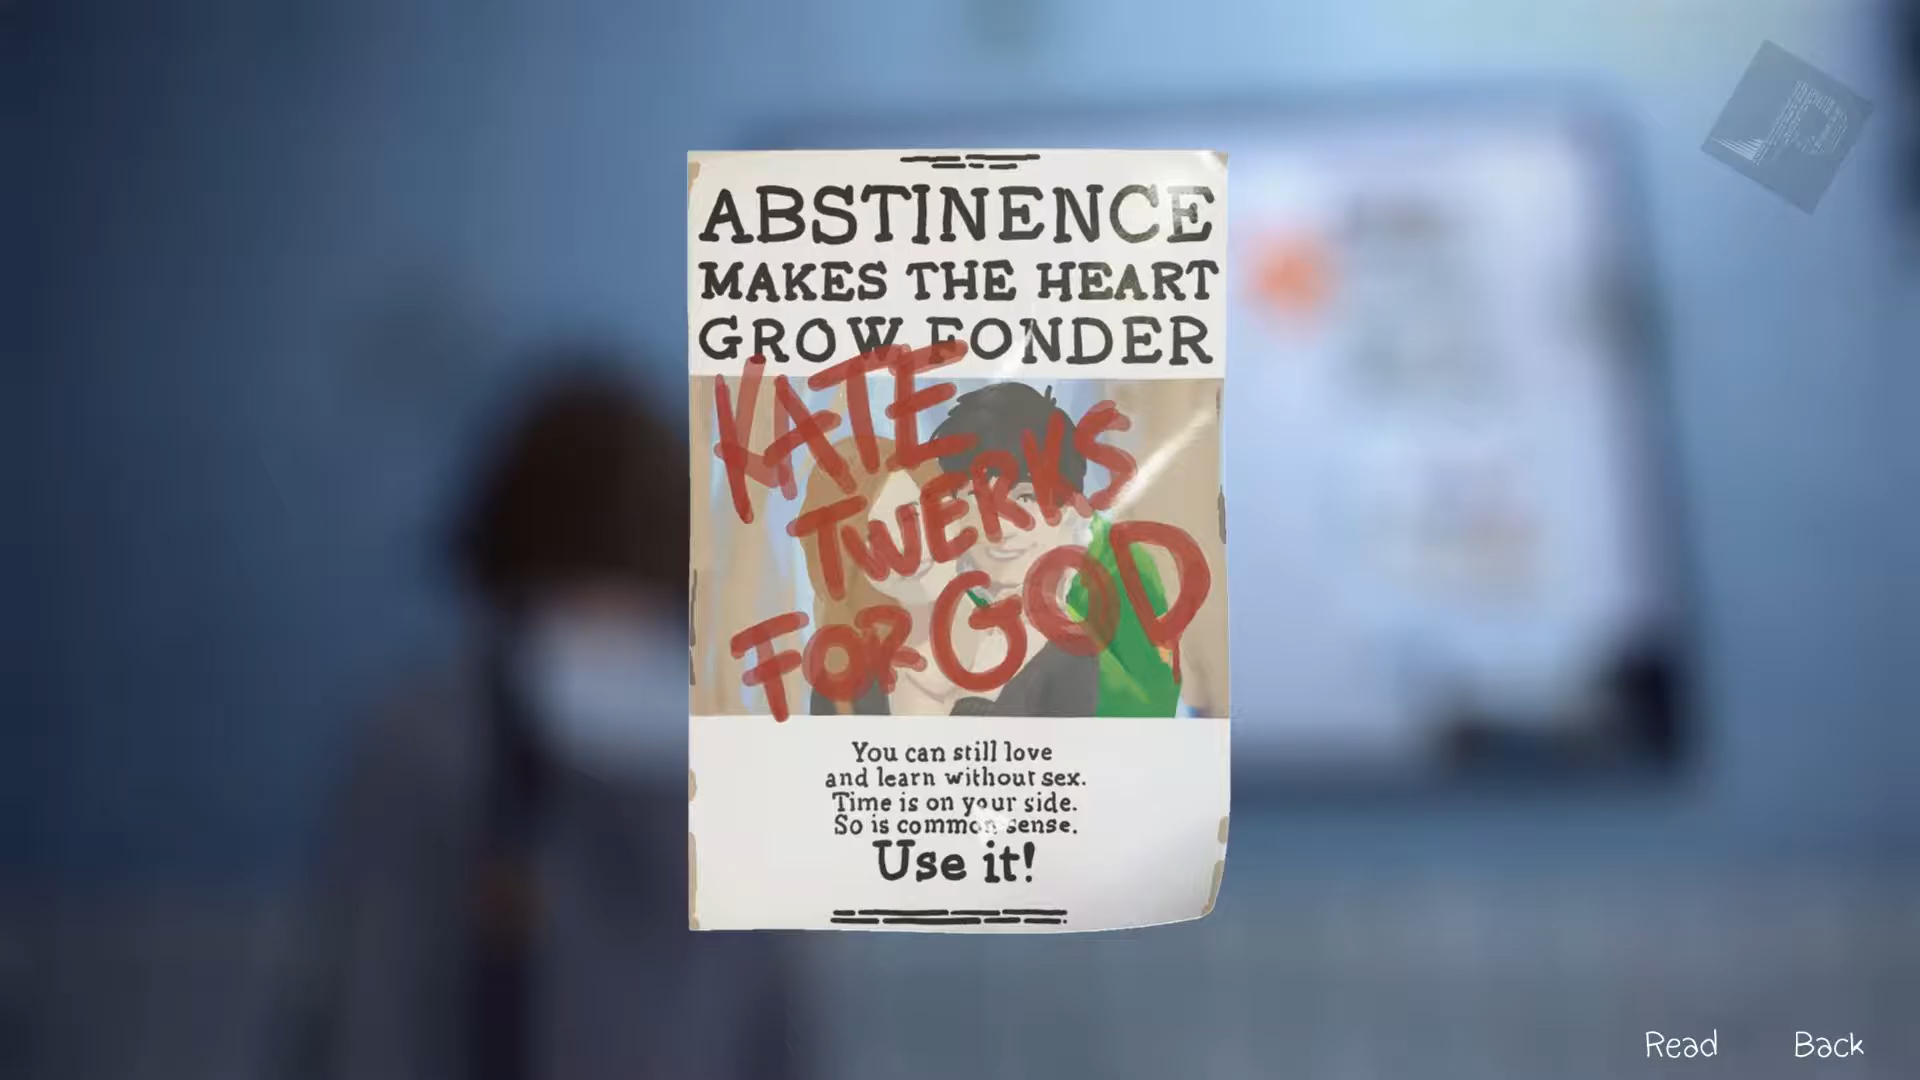 ABSTINENCE
MAKES THE HEART
GROW FONDER
KATE
TWERKS
FOR GOD
You can still love
and learn without sex.
Time is on your side.
So is common sense.
Use it!
Read Back